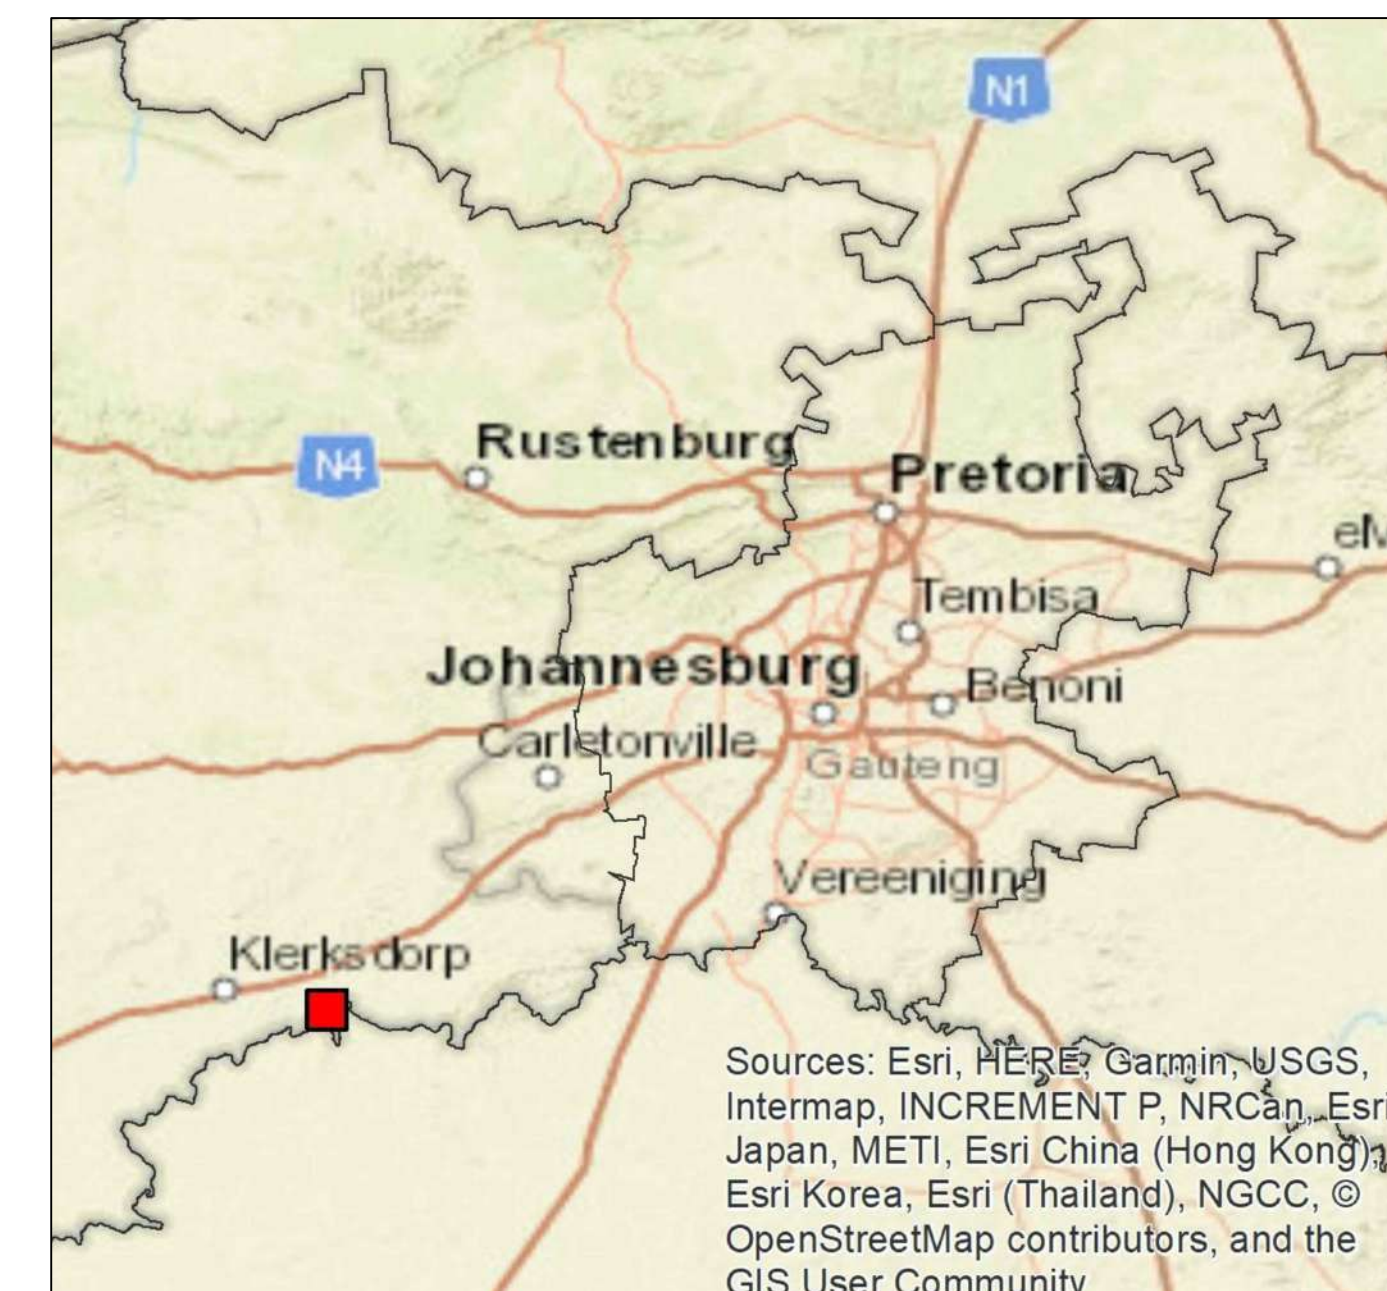 N1
N4
Rustenburg
Pretoria
Tembisa
Johannesburg
Benoni
Carletonville
Gauteng
Vereeniging
Klerksdorp
Sources: Esri, HERE, Garmin, USGS,
Intermap, INCREMENT P, NRCan, Esri
Japan, METI, Esri China (Hong Kong),
Esri Korea, Esri (Thailand), NGCC, ©
OpenStreetMap contributors, and the
GIS User Community